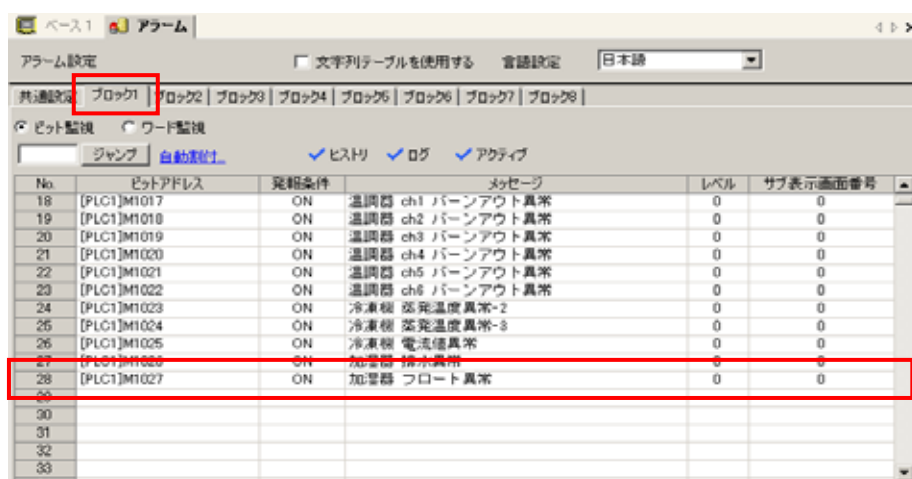 ベース1 アラーム
アラーム設定 文字列テーブルを使用する 言語設定 日本語
共通設定 ブロック1 ブロック2 ブロック3 ブロック4 ブロック5 ブロック6 ブロック7 ブロック8
ビット監視 ワード監視
ジャンプ 自動割付... ヒストリ ログ アクティブ
No. ビットアドレス 発報条件 メッセージ レベル サブ表示画面番号
18 [PLC1]M1017 ON 温調器 ch1 バーンアウト異常 0 0
19 [PLC1]M1018 ON 温調器 ch2 バーンアウト異常 0 0
20 [PLC1]M1019 ON 温調器 ch3 バーンアウト異常 0 0
21 [PLC1]M1020 ON 温調器 ch4 バーンアウト異常 0 0
22 [PLC1]M1021 ON 温調器 ch5 バーンアウト異常 0 0
23 [PLC1]M1022 ON 温調器 ch6 バーンアウト異常 0 0
24 [PLC1]M1023 ON 冷凍機 蒸発温度異常-2 0 0
25 [PLC1]M1024 ON 冷凍機 蒸発温度異常-3 0 0
26 [PLC1]M1025 ON 冷凍機 電流値異常 0 0
27 [PLC1]M1026 ON 加湿器 排水異常 0 0
28 [PLC1]M1027 ON 加湿器 フロート異常 0 0
29
30
31
32
33